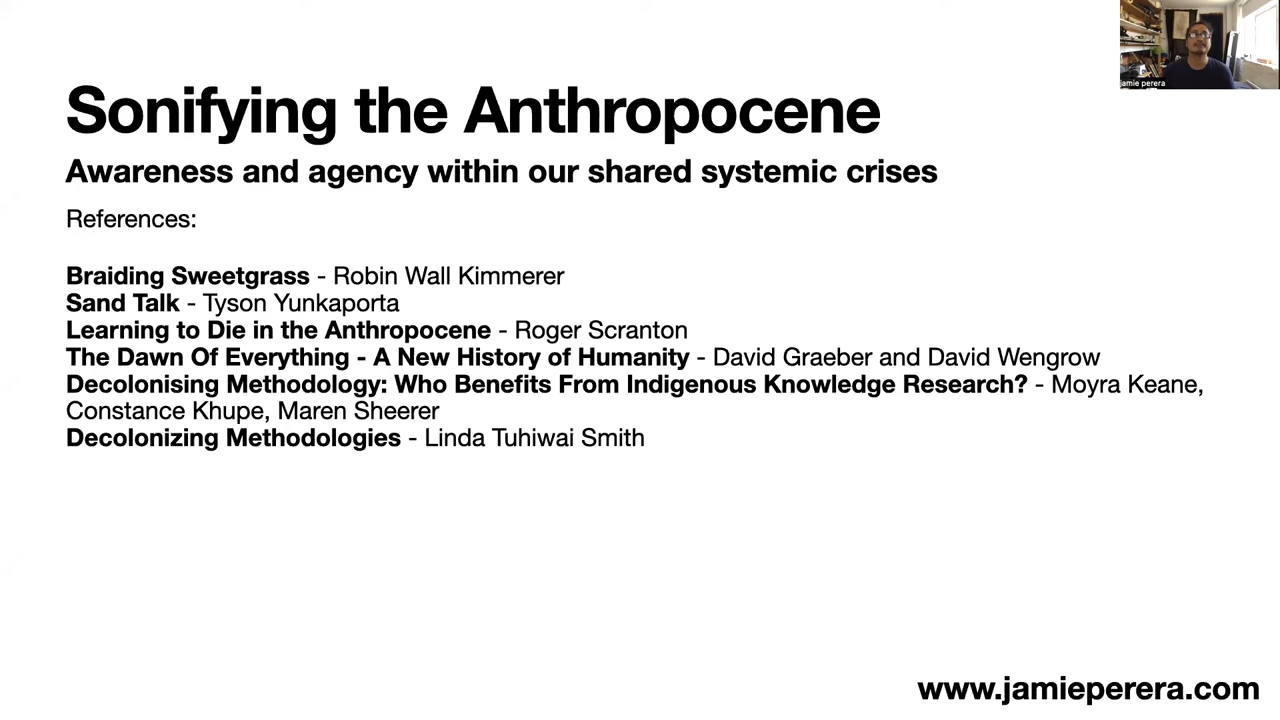 jamie perera
Sonifying the Anthropocene
Awareness and agency within our shared systemic crises
References:
Braiding Sweetgrass - Robin Wall Kimmerer
Sand Talk - Tyson Yunkaporta
Learning to Die in the Anthropocene - Roger Scranton
The Dawn Of Everything - A New History of Humanity - David Graeber and David Wengrow
Decolonising Methodology: Who Benefits From Indigenous Knowledge Research? - Moyra Keane,
Constance Khupe, Maren Sheerer
Decolonizing Methodologies - Linda Tuhiwai Smith
www.jamieperera.com